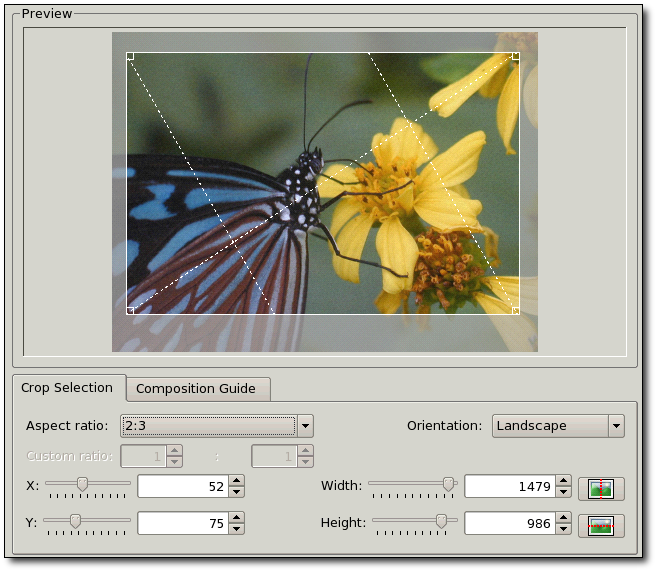 Preview
Crop Selection
Composition Guide
Aspect ratio: 2:3 Orientation: Landscape
Custom ratio: 1 : 1
X: 52 Width: 1479
Y: 75 Height: 986